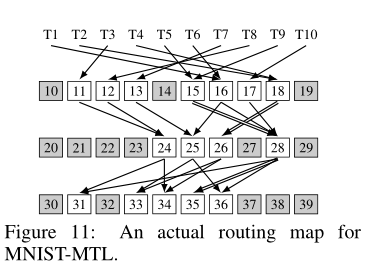 T1 T2 T3 T4 T5 T6 T7 T8 T9 T10
10 11 12 13 14 15 16 17 18 19
20 21 22 23 24 25 26 27 28 29
30 31 32 33 34 35 36 37 38 39
Figure 11: An actual routing map for
MNIST-MTL.